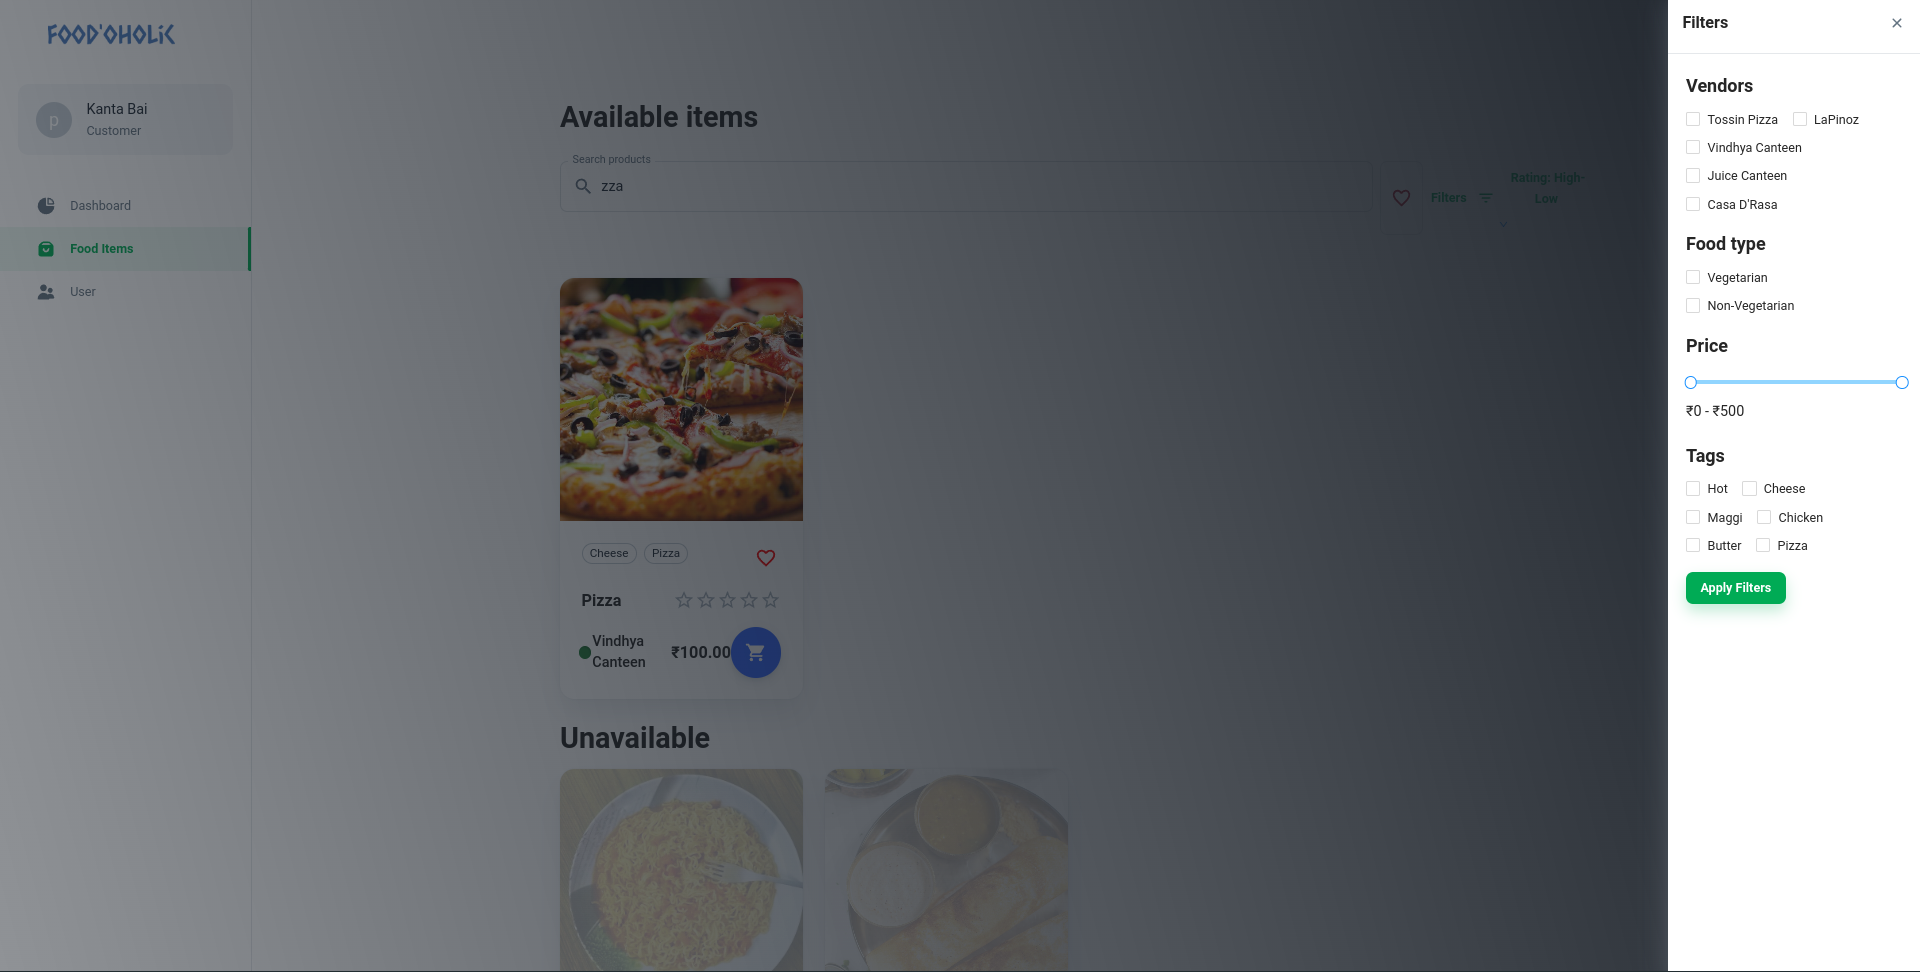 FOOD'OHOLIC
Kanta Bai
p
Customer
Dashboard
Food Items
User
Available items
Search products
zza
Filters
Rating: High-
Low
Cheese
Pizza
Pizza
Vindhya
Canteen
₹100.00
Unavailable
Filters
Vendors
Tossin Pizza
LaPinoz
Vindhya Canteen
Juice Canteen
Casa D'Rasa
Food type
Vegetarian
Non-Vegetarian
Price
₹0 - ₹500
Tags
Hot
Cheese
Maggi
Chicken
Butter
Pizza
Apply Filters